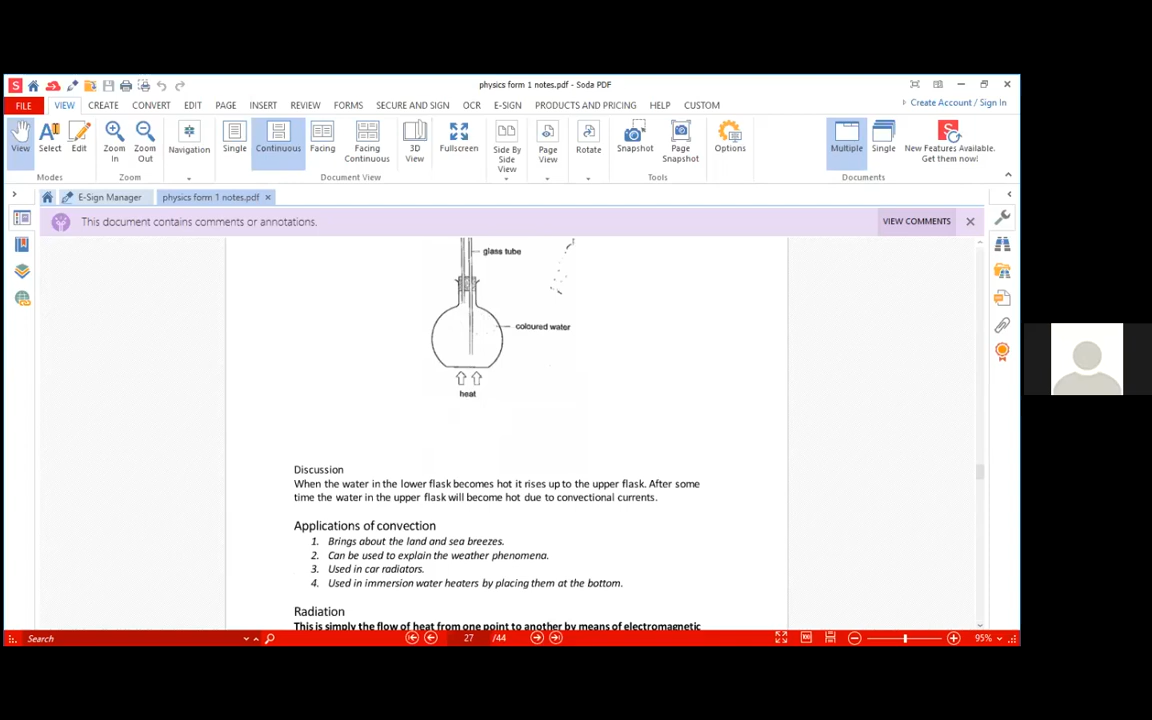 physics form 1 notes.pdf - Soda PDF
FILE VIEW CREATE CONVERT EDIT PAGE INSERT REVIEW FORMS SECURE AND SIGN OCR E-SIGN PRODUCTS AND PRICING HELP CUSTOM
Create Account / Sign In
View Select Edit
Modes
Zoom In Zoom Out
Zoom
Navigation
Single Continuous Facing Facing Continuous
Document View
3D View
Fullscreen
Side By Side View
Page View
Rotate
Snapshot Page Snapshot
Tools
Options
Multiple Single
Documents
New Features Available. Get them now!
E-Sign Manager physics form 1 notes.pdf
This document contains comments or annotations.
VIEW COMMENTS
glass tube
coloured water
heat
Discussion
When the water in the lower flask becomes hot it rises up to the upper flask. After some
time the water in the upper flask will become hot due to convectional currents.
Applications of convection
1. Brings about the land and sea breezes.
2. Can be used to explain the weather phenomena.
3. Used in car radiators.
4. Used in immersion water heaters by placing them at the bottom.
Radiation
This is simply the flow of heat from one point to another by means of electromagnetic
Search 27 /44 95%